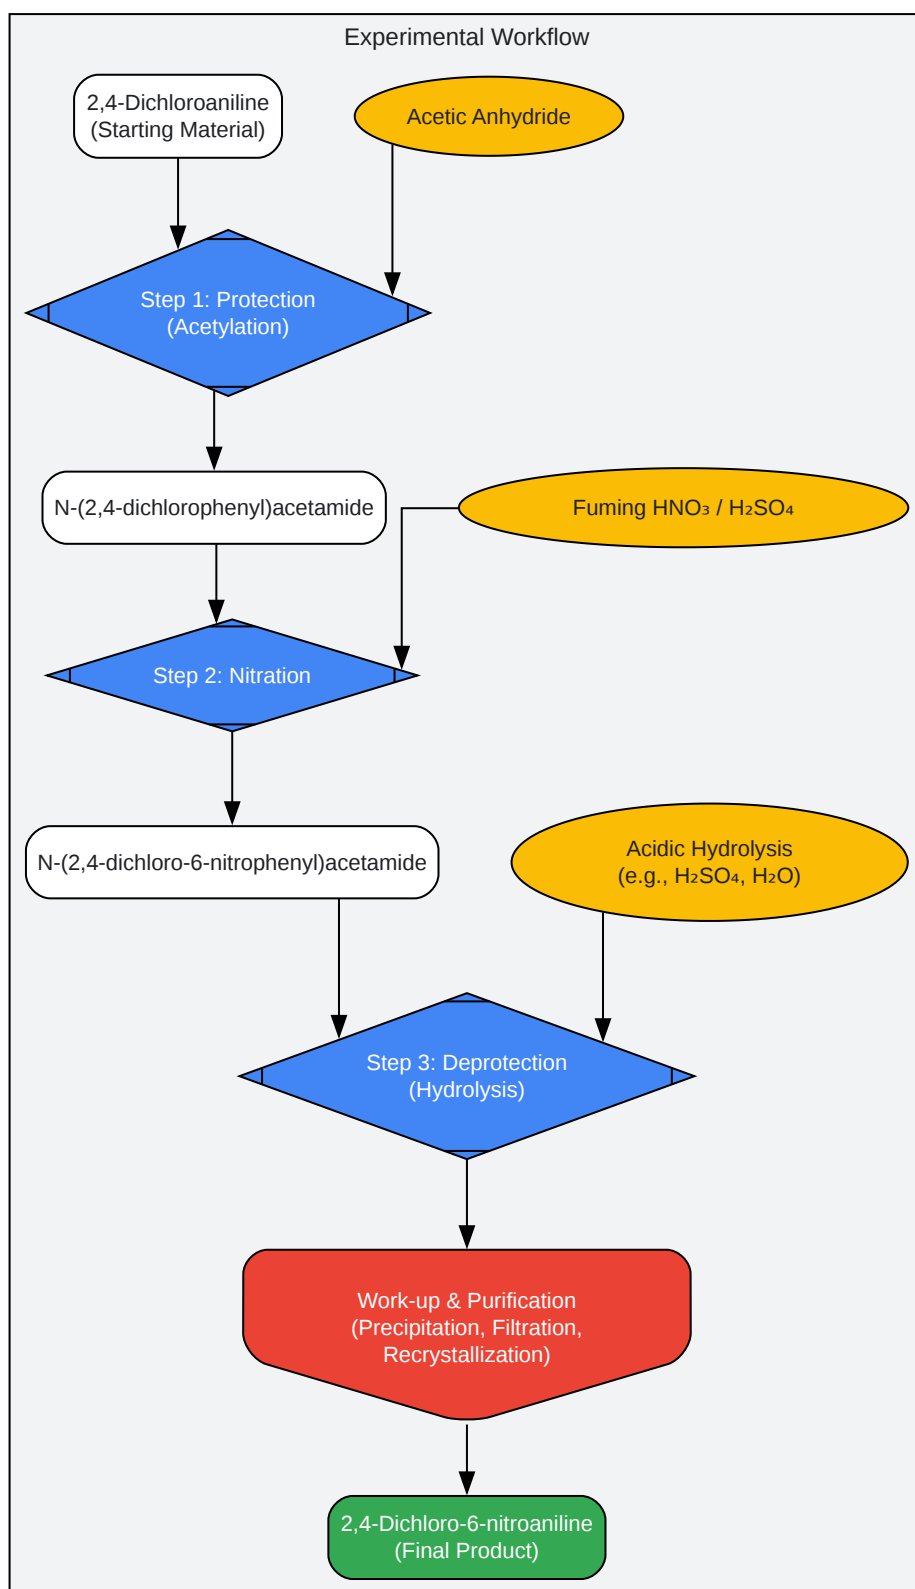 Experimental Workflow
2,4-Dichloroaniline
(Starting Material)
Acetic Anhydride
Step 1: Protection
(Acetylation)
N-(2,4-dichlorophenyl)acetamide
Fuming HNO₃ / H₂SO₄
Step 2: Nitration
N-(2,4-dichloro-6-nitrophenyl)acetamide
Acidic Hydrolysis
(e.g., H₂SO₄, H₂O)
Step 3: Deprotection
(Hydrolysis)
Work-up & Purification
(Precipitation, Filtration,
Recrystallization)
2,4-Dichloro-6-nitroaniline
(Final Product)